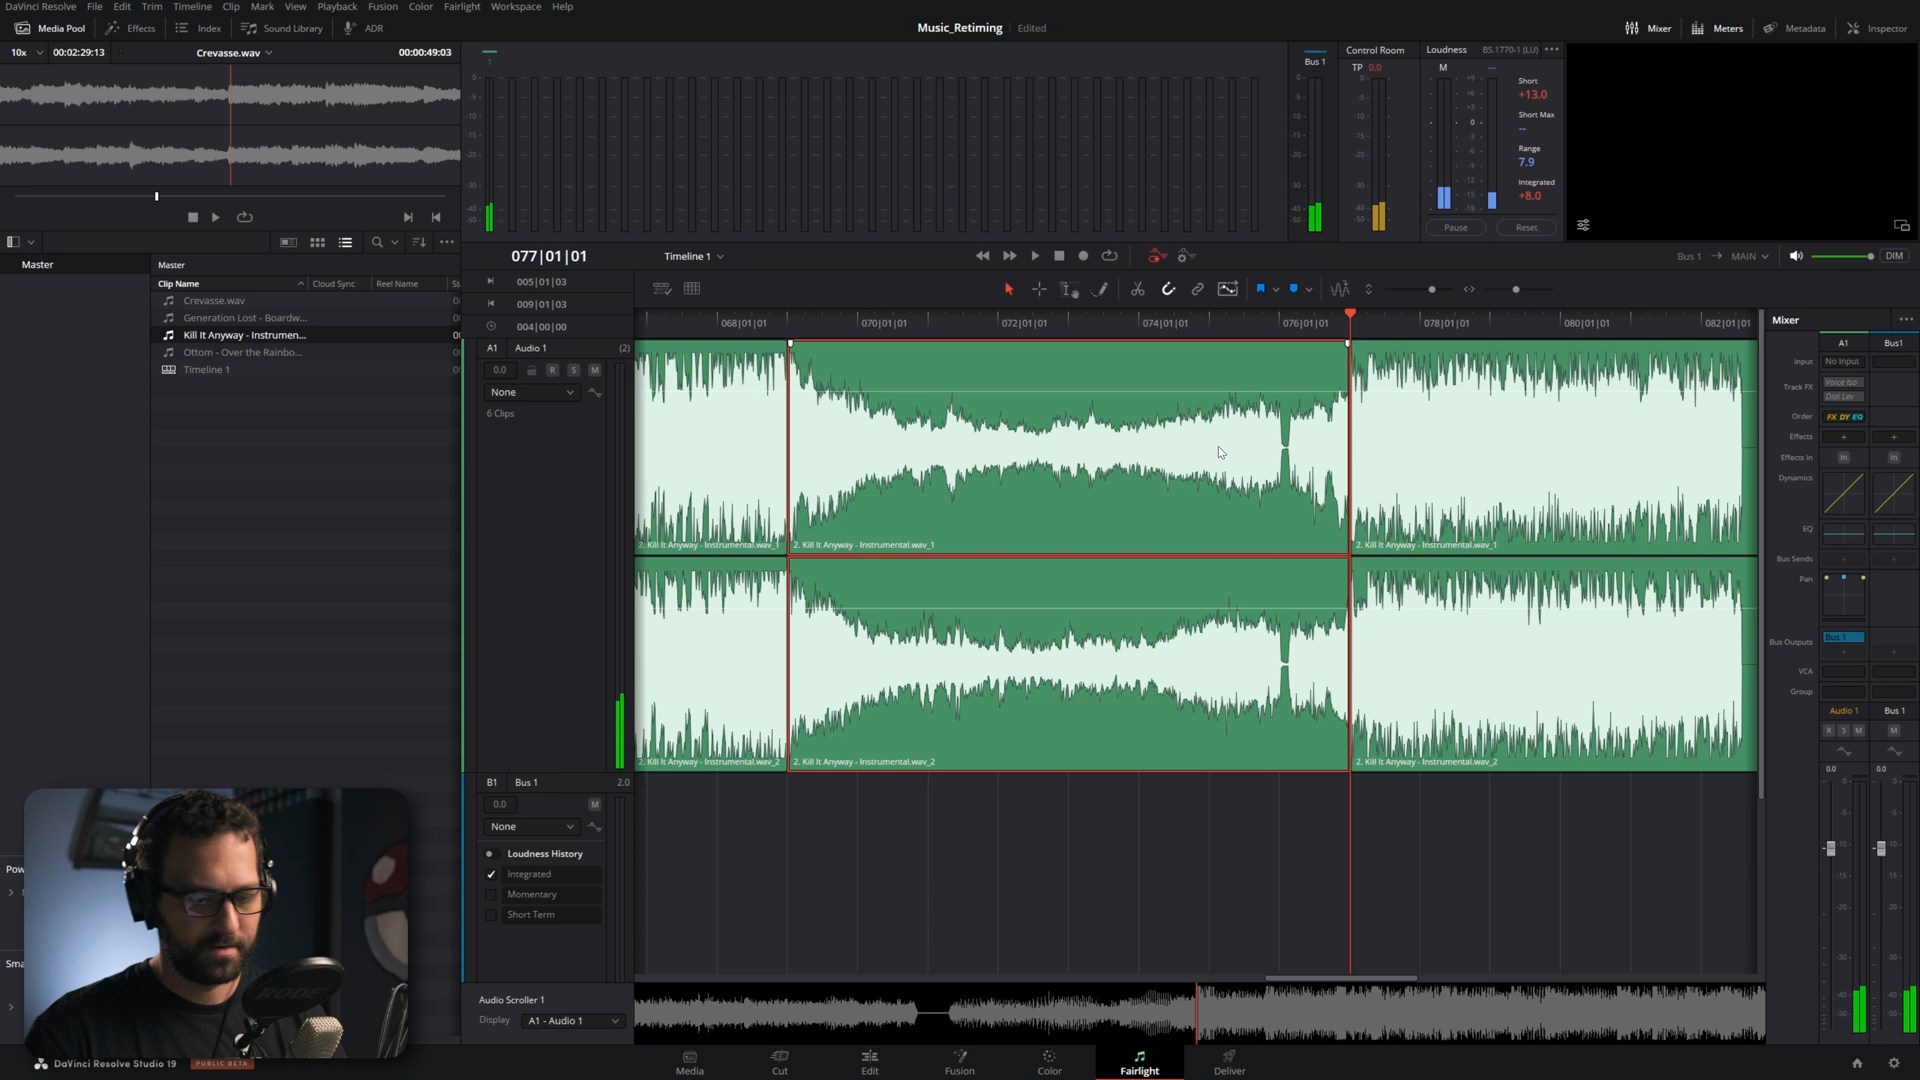 DaVinci Resolve File Edit Trim Timeline Clip Mark View Playback Fusion Color Fairlight Workspace Help
Media Pool Effects Index Sound Library ADR
Music_Retiming Edited
Mixer Meters Metadata Inspector
10x 00:02:29:13 Crevasse.wav 00:00:49:03
Bus 1
Control Room
TP 0.0
Loudness BS.1770-1 (LU)
M
Short
+13.0
Short Max
--
Range
7.9
Integrated
+8.0
Pause Reset
077|01|01
Timeline 1
Bus 1 MAIN DIM
Master
Master
Clip Name Cloud Sync Reel Name
Crevasse.wav
Generation Lost - Boardw...
Kill It Anyway - Instrumen...
Ottom - Over the Rainbo...
Timeline 1
005|01|03
009|01|03
004|00|00
068|01|01 070|01|01 072|01|01 074|01|01 076|01|01 078|01|01 080|01|01 082|01|01
A1 Audio 1 (2)
0.0 R S M
None
6 Clips
2. Kill It Anyway - Instrumental.wav_1
2. Kill It Anyway - Instrumental.wav_1
2. Kill It Anyway - Instrumental.wav_1
2. Kill It Anyway - Instrumental.wav_2
2. Kill It Anyway - Instrumental.wav_2
2. Kill It Anyway - Instrumental.wav_2
B1 Bus 1 2.0
0.0 M
None
Loudness History
Integrated
Momentary
Short Term
Audio Scroller 1
Display A1 - Audio 1
Mixer
A1 Bus1
Input No Input
Track FX Voice Iso
Dial Lev
Order FX DY EQ
Effects
Effects In In In
Dynamics
EQ
Bus Sends
Pan
Bus Outputs Bus 1
VCA
Group
Audio 1 Bus 1
R S M M
0.0 0.0
Pow
Sma
RODE
DaVinci Resolve Studio 19 PUBLIC BETA
Media Cut Edit Fusion Color Fairlight Deliver